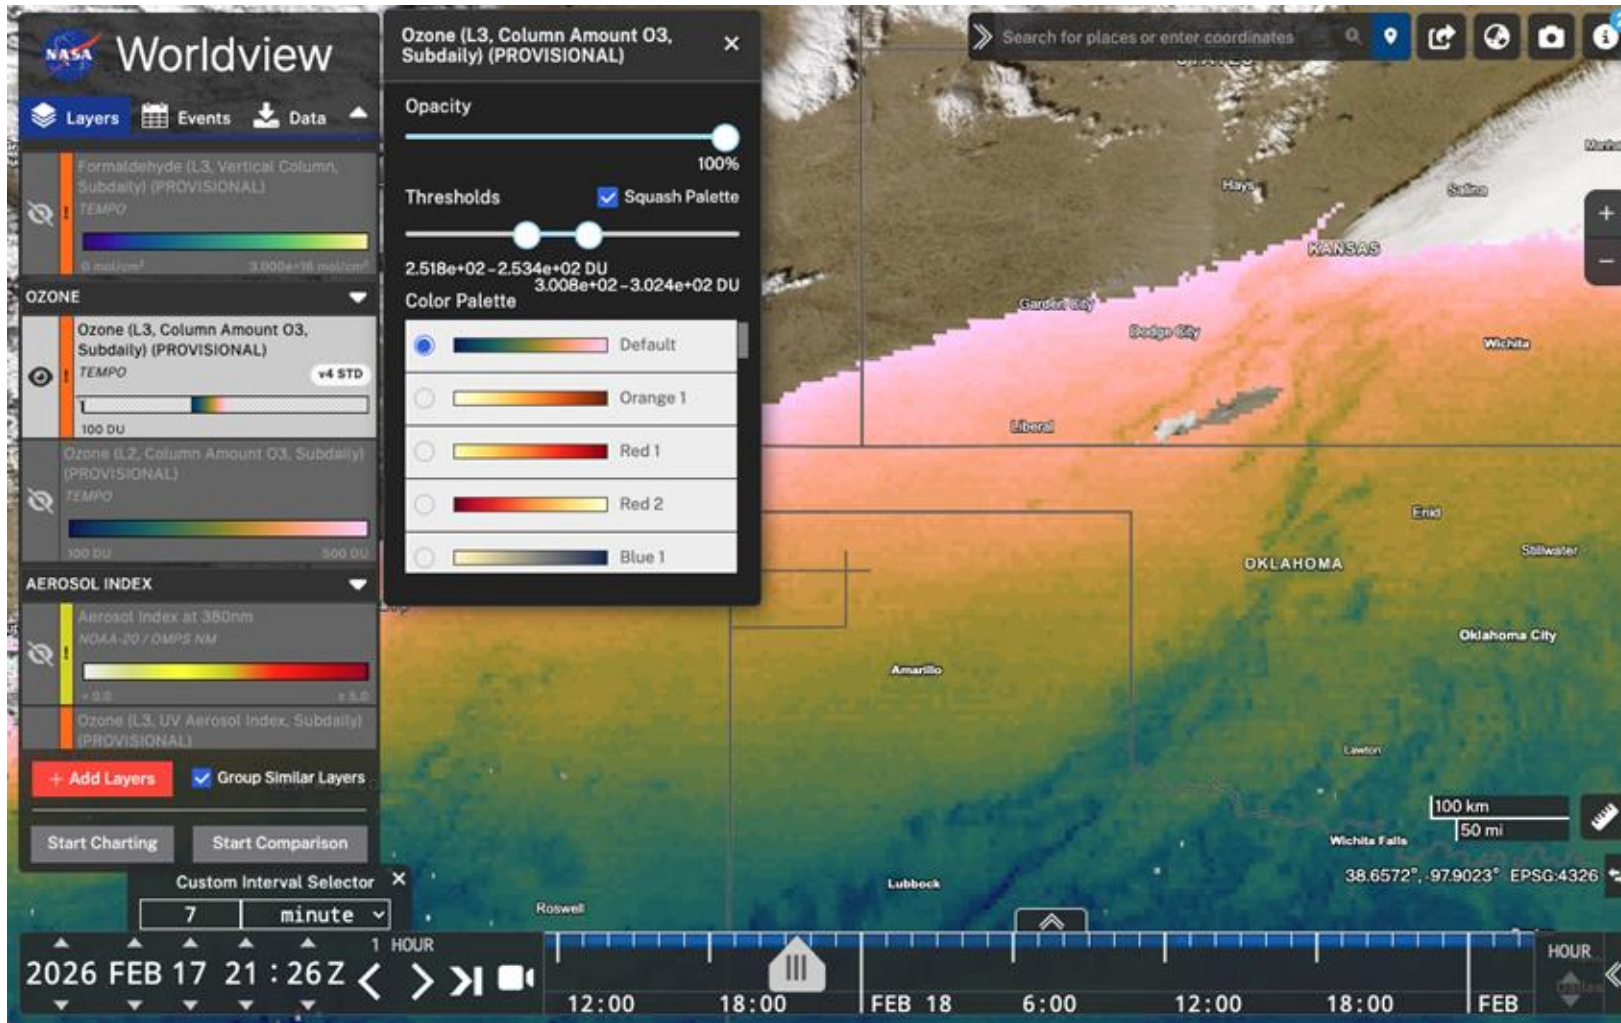 NASA Worldview
Layers
Events
Data
Formaldehyde (L3, Vertical Column,
Subdaily) (PROVISIONAL)
TEMPO
0 mol/cm²
3.000e+16 mol/cm²
OZONE
Ozone (L3, Column Amount O3,
Subdaily) (PROVISIONAL)
TEMPO
v4 STD
100 DU
Ozone (L2, Column Amount O3, Subdaily)
(PROVISIONAL)
TEMPO
100 DU
500 DU
AEROSOL INDEX
Aerosol Index at 380nm
NOAA-20 / OMPS NM
Ozone (L3, UV Aerosol Index, Subdaily)
(PROVISIONAL)
+ Add Layers
Group Similar Layers
Start Charting
Start Comparison
Custom Interval Selector
7
minute
Ozone (L3, Column Amount O3,
Subdaily) (PROVISIONAL)
Opacity
100%
Thresholds
Squash Palette
2.518e+02 – 2.534e+02 DU
3.008e+02 – 3.024e+02 DU
Color Palette
Default
Orange 1
Red 1
Red 2
Blue 1
Search for places or enter coordinates
STATES
Hays
Salina
KANSAS
Garden City
Dodge City
Wichita
Liberal
Enid
Stillwater
OKLAHOMA
Oklahoma City
Amarillo
Lawton
Wichita Falls
Lubbock
Roswell
100 km
50 mi
38.6572°, -97.9023° EPSG:4326
2026 FEB 17 21 : 26 Z
1 HOUR
12:00
18:00
FEB 18
6:00
12:00
18:00
FEB
HOUR
Dallas